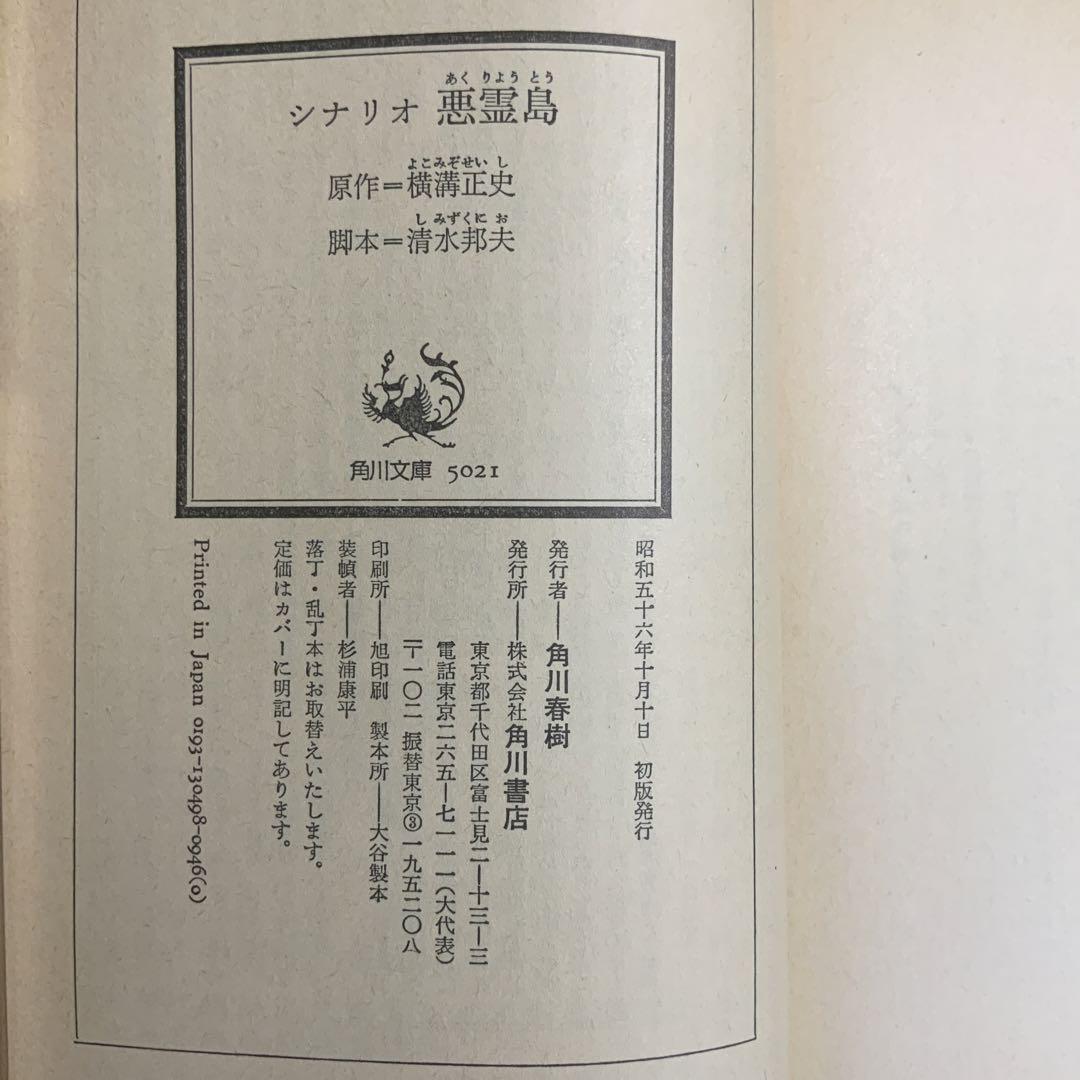 シナリオ 悪霊島
あくりようとう
原作＝横溝正史
よこみぞせいし
脚本＝清水邦夫
しみずくにお
角川文庫 5021
昭和五十六年十月十日 初版発行
発行者――角川春樹
発行所――株式会社角川書店
東京都千代田区富士見二―十三―三
電話東京二六五―七一一一（大代表）
〒一〇二 振替東京③一九五二〇八
印刷所――旭印刷 製本所――大谷製本
装幀者――杉浦康平
落丁・乱丁本はお取替えいたします。
定価はカバーに明記してあります。
Printed in Japan 0193-130498-0946(0)